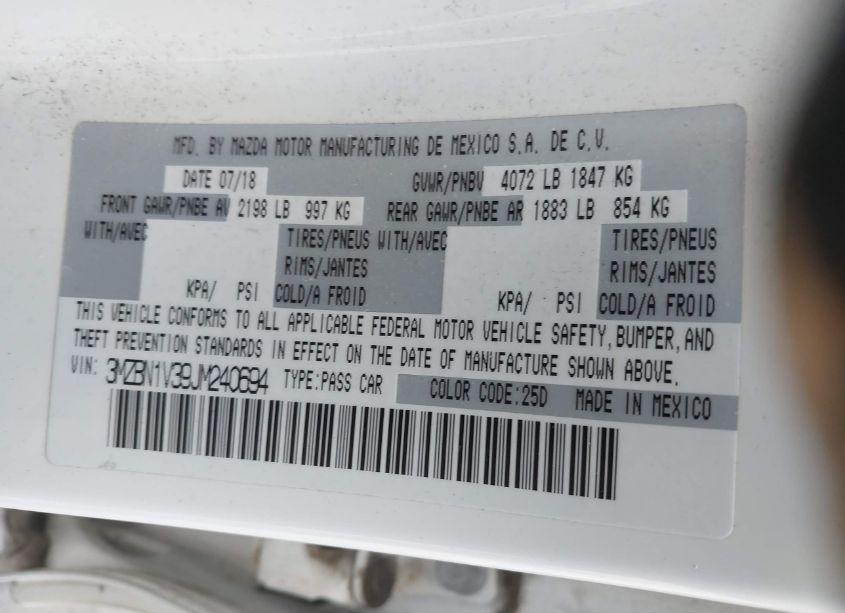 MFD. BY MAZDA MOTOR MANUFACTURING DE MEXICO S.A. DE C.V.
DATE 07/18 GVWR/PNBV 4072 LB 1847 KG
FRONT GAWR/PNBE AV 2198 LB 997 KG REAR GAWR/PNBE AR 1883 LB 854 KG
WITH/AVEC TIRES/PNEUS WITH/AVEC TIRES/PNEUS
RIMS/JANTES RIMS/JANTES
KPA/ PSI COLD/A FROID KPA/ PSI COLD/A FROID
THIS VEHICLE CONFORMS TO ALL APPLICABLE FEDERAL MOTOR VEHICLE SAFETY, BUMPER, AND
THEFT PREVENTION STANDARDS IN EFFECT ON THE DATE OF MANUFACTURE SHOWN ABOVE.
VIN: 3MZBN1V39JM240694 TYPE:PASS CAR COLOR CODE:25D MADE IN MEXICO